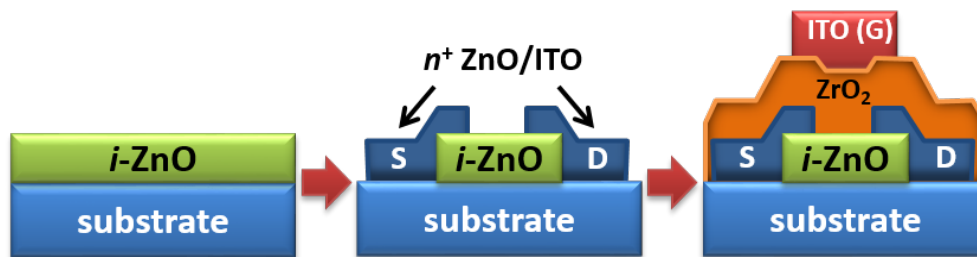 i-ZnO
substrate
n⁺ ZnO/ITO
S
i-ZnO
D
substrate
ITO (G)
ZrO₂
S
i-ZnO
D
substrate